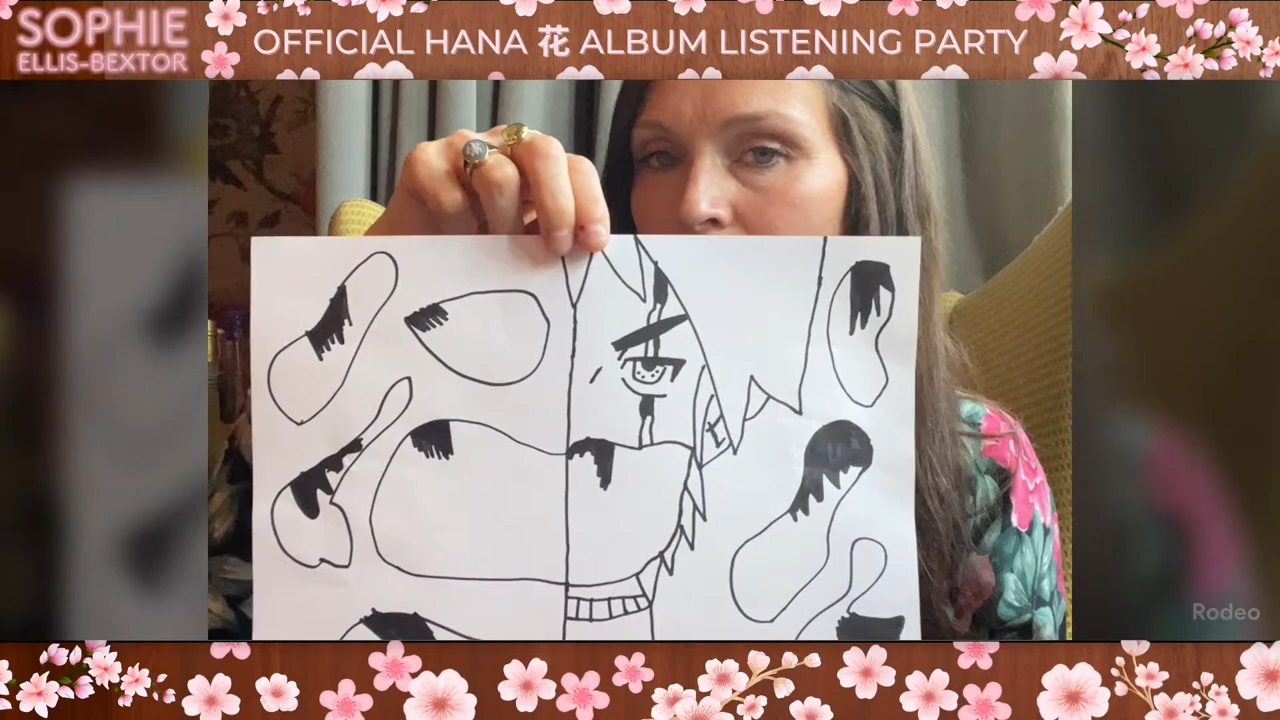 SOPHIE
ELLIS-BEXTOR
OFFICIAL HANA 花 ALBUM LISTENING PARTY
Rodeo